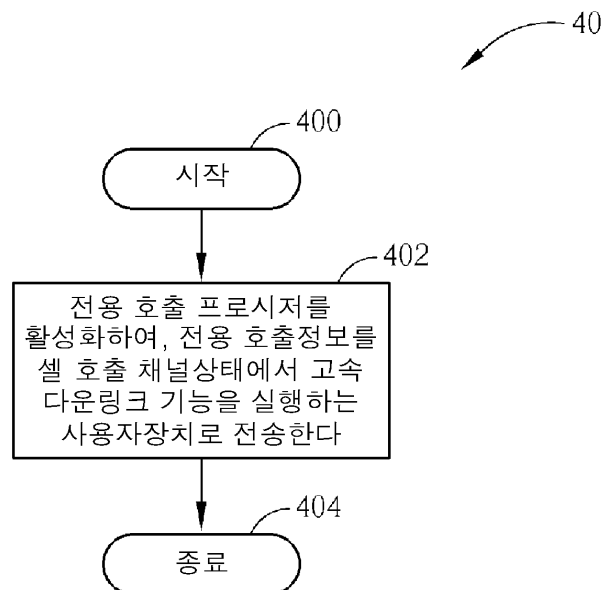 40
400
시작
402
전용 호출 프로시저를
활성화하여, 전용 호출정보를
셀 호출 채널상태에서 고속
다운링크 기능을 실행하는
사용자장치로 전송한다
404
종료